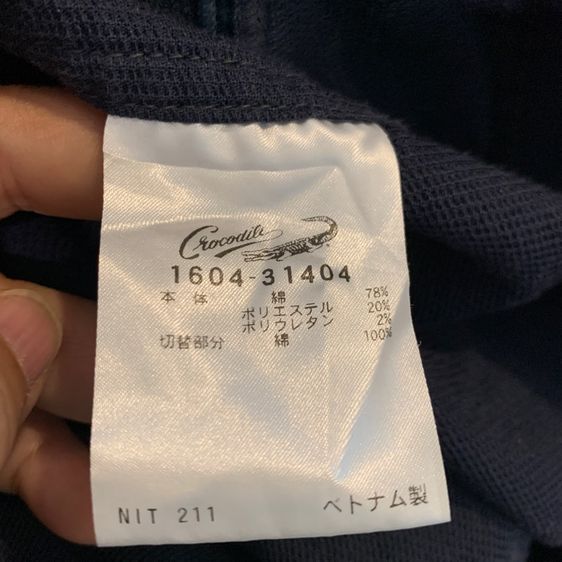 Crocodile
1604-31404
本体 綿 78%
ポリエステル 20%
ポリウレタン 2%
切替部分 綿 100%
NIT 211 ベトナム製